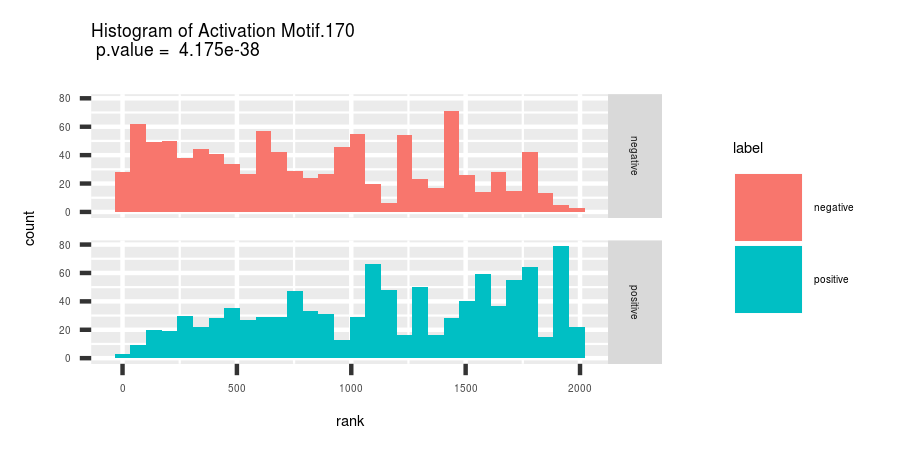 Histogram of Activation Motif.170
p.value = 4.175e-38
count
80
60
40
20
0
negative
80
60
40
20
0
positive
0 500 1000 1500 2000
rank
label
negative
positive